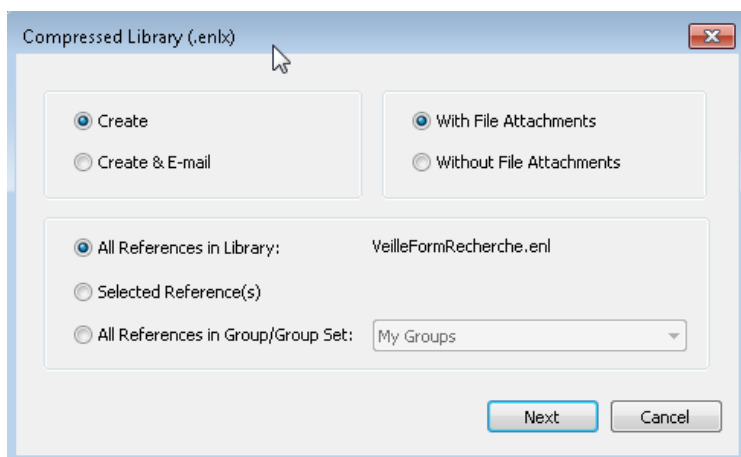 Compressed Library (.enlx)
Create
With File Attachments
Create & E-mail
Without File Attachments
All References in Library: VeilleFormRecherche.enl
Selected Reference(s)
All References in Group/Group Set: My Groups
Next Cancel